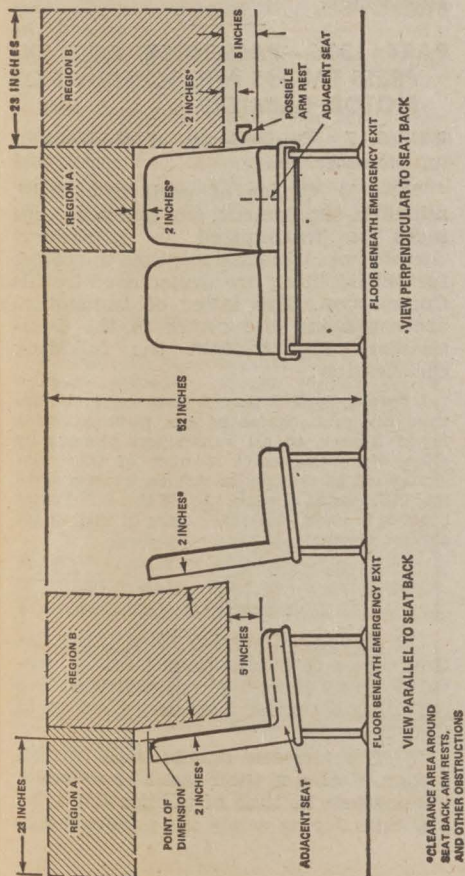 23 INCHES
REGION A
REGION B
POINT OF
DIMENSION
2 INCHES*
2 INCHES*
5 INCHES
ADJACENT SEAT
FLOOR BENEATH EMERGENCY EXIT
VIEW PARALLEL TO SEAT BACK
*CLEARANCE AREA AROUND
SEAT BACK, ARM RESTS,
AND OTHER OBSTRUCTIONS
52 INCHES
23 INCHES
REGION A
REGION B
2 INCHES*
2 INCHES*
5 INCHES
POSSIBLE
ARM REST
ADJACENT SEAT
FLOOR BENEATH EMERGENCY EXIT
VIEW PERPENDICULAR TO SEAT BACK